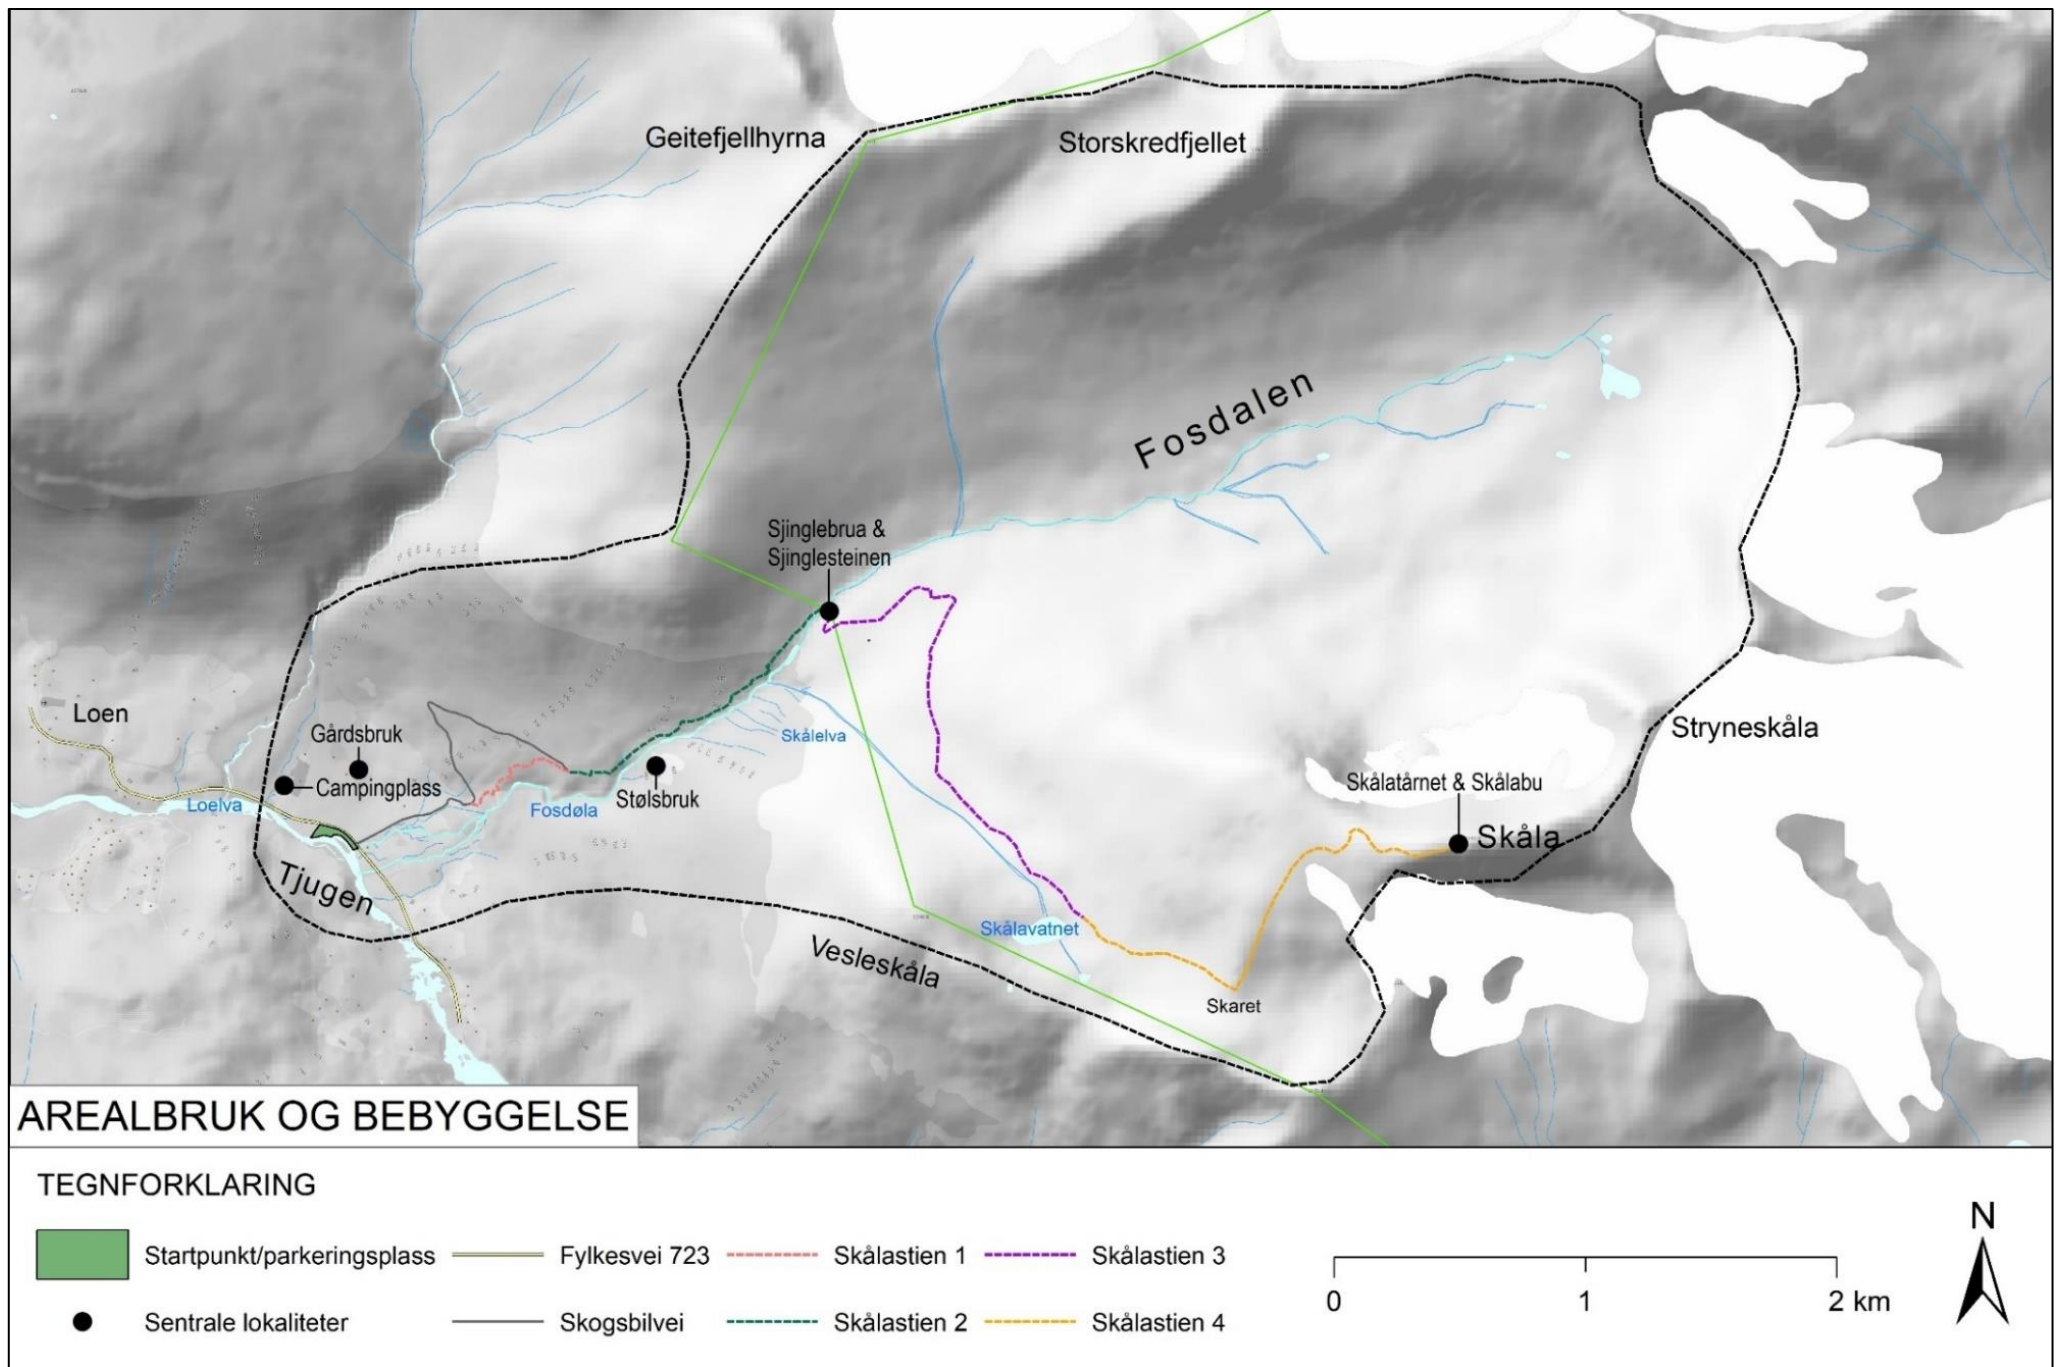 Geitefjellhyrna
Storskredfjellet
Fosdalen
Sjinglebrua &
Sjinglesteinen
Loen
Gårdsbruk
Campingplass
Loelva
Fosdøla
Stølsbruk
Skålelva
Stryneskåla
Skålatårnet & Skålabu
Skåla
Tjugen
Skålavatnet
Vesleskåla
Skaret
AREALBRUK OG BEBYGGELSE
TEGNFORKLARING
Startpunkt/parkeringsplass
Fylkesvei 723
Skålastien 1
Skålastien 3
Sentrale lokaliteter
Skogsbilvei
Skålastien 2
Skålastien 4
0 1 2 km
N